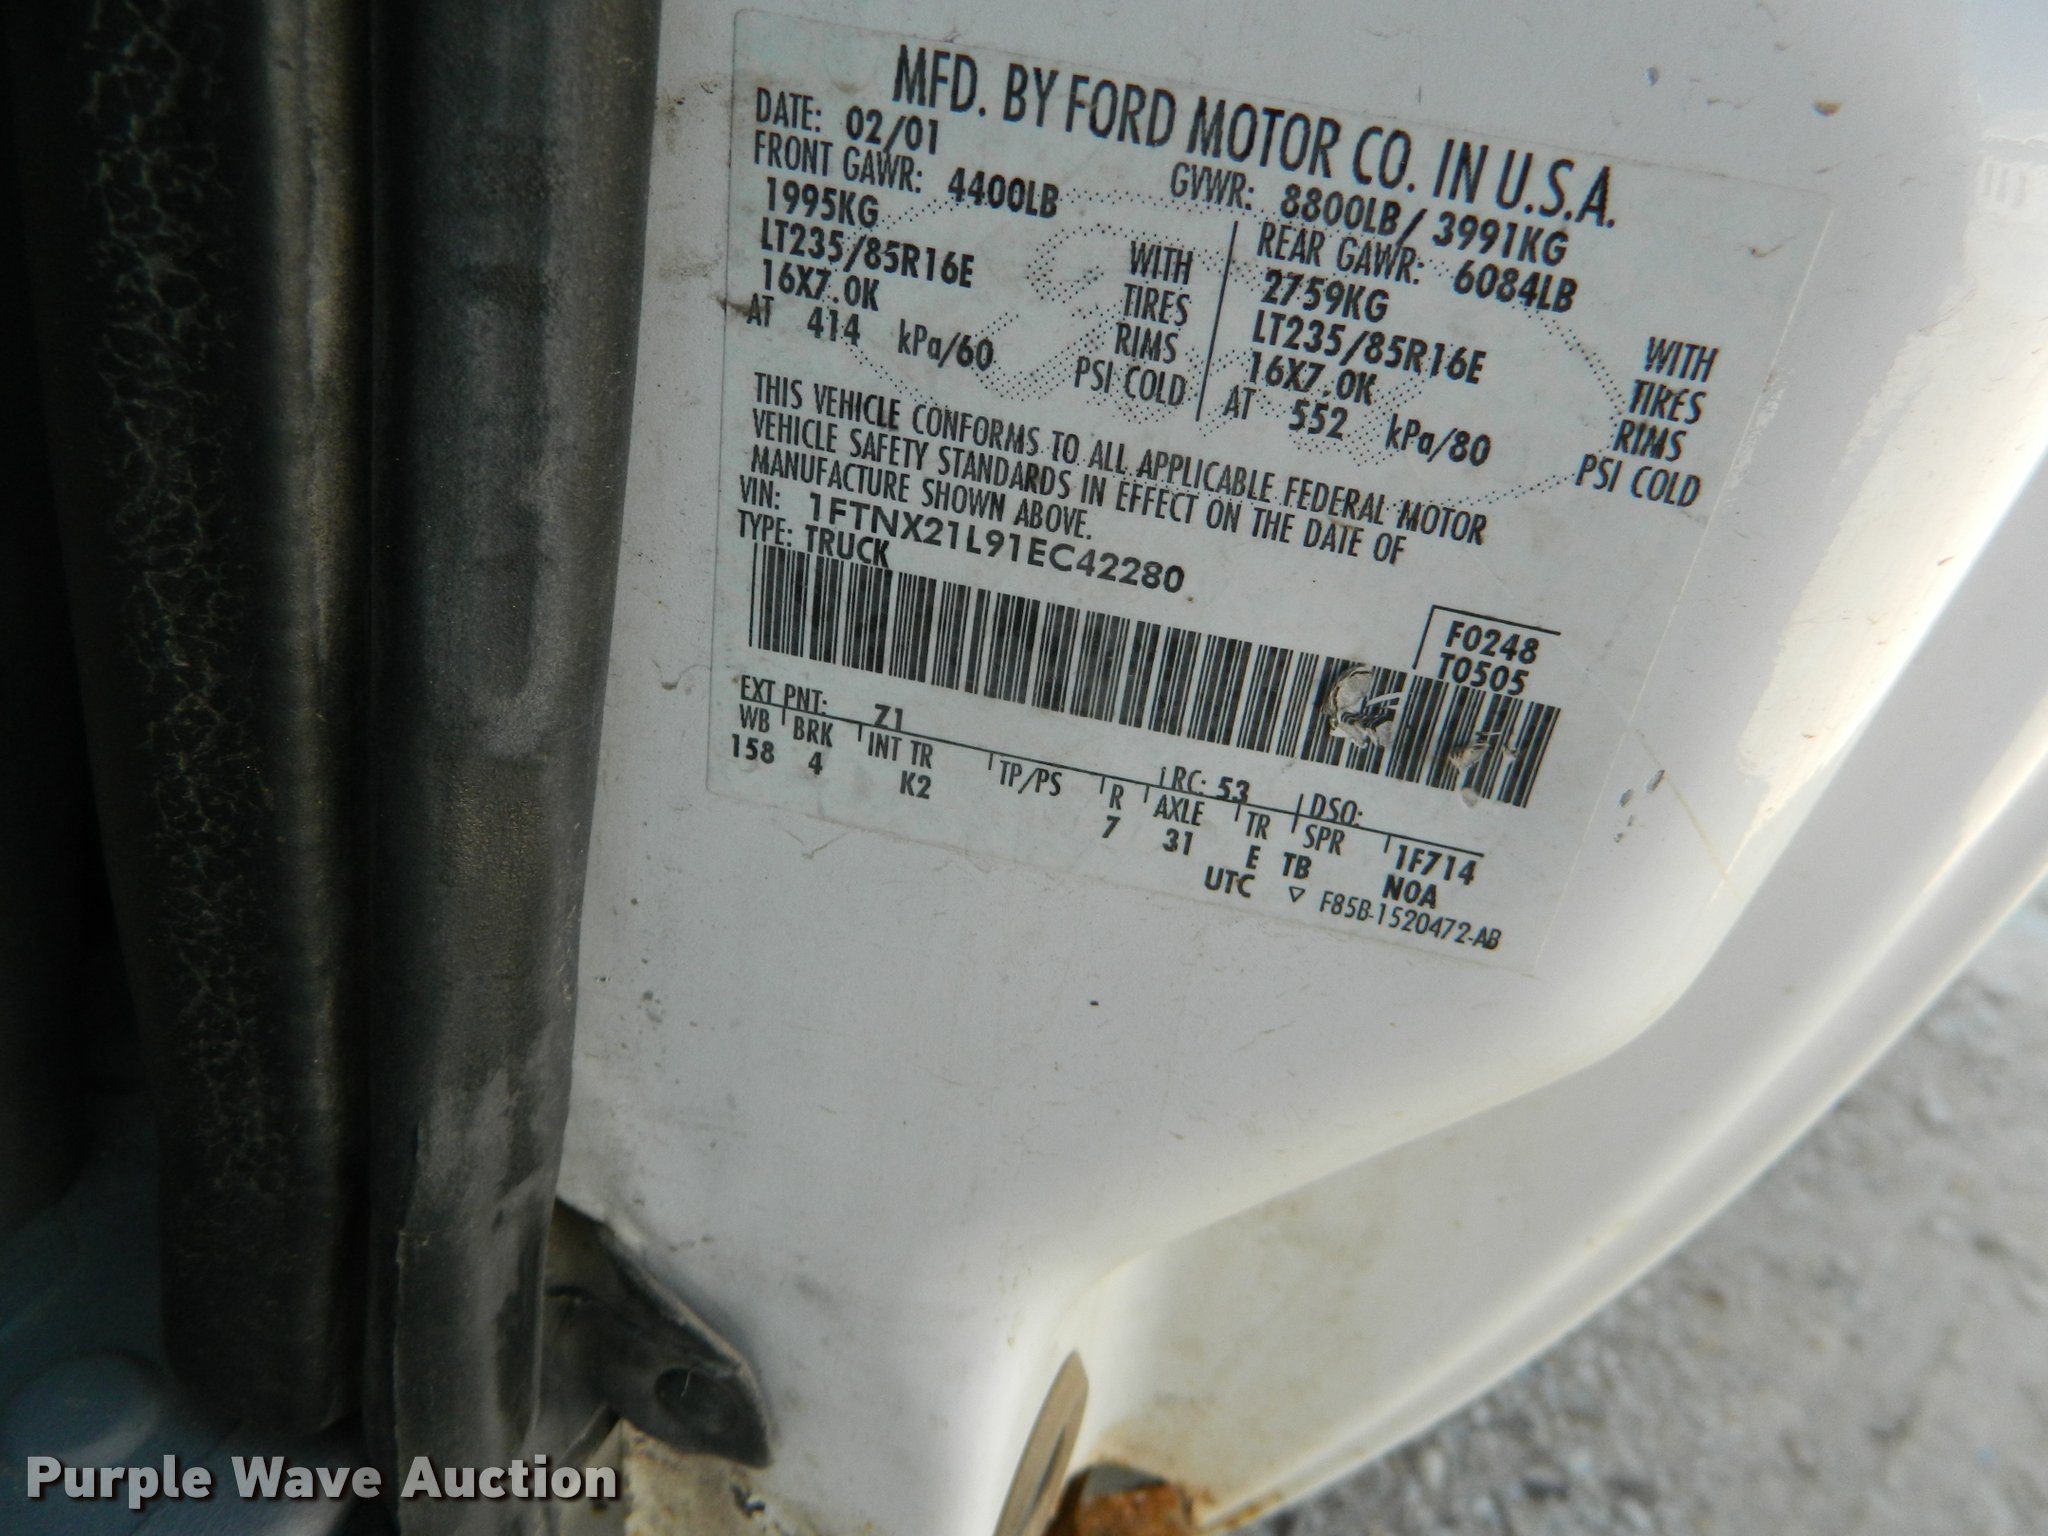 MFD. BY FORD MOTOR CO. IN U.S.A.
DATE: 02/01 GVWR: 8800LB/ 3991KG
FRONT GAWR: 4400LB REAR GAWR: 6084LB
1995KG WITH 2759KG WITH
LT235/85R16E TIRES LT235/85R16E TIRES
16X7.0K RIMS 16X7.0K RIMS
AT 414 kPa/60 PSI COLD AT 552 kPa/80 PSI COLD
THIS VEHICLE CONFORMS TO ALL APPLICABLE FEDERAL MOTOR
VEHICLE SAFETY STANDARDS IN EFFECT ON THE DATE OF
MANUFACTURE SHOWN ABOVE.
VIN: 1FTNX21L91EC42280
TYPE: TRUCK
F0248
T0505
EXT PNT: Z1 RC: 53 DSO:
WB BRK INT TR TP/PS R AXLE TR SPR 1F714
158 4 K2 7 31 E TB N0A
UTC ▽ F85B-1520472-AB
Purple Wave Auction